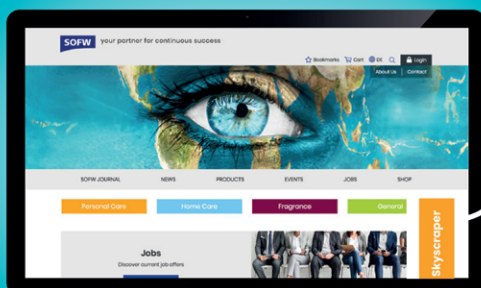 SOFW your partner for continuous success
Bookmarks Cart DE Login
About Us Contact
SOFW JOURNAL NEWS PRODUCTS EVENTS JOBS SHOP
Personal Care Home Care Fragrance General
Skyscraper
Jobs
Discover current job offers